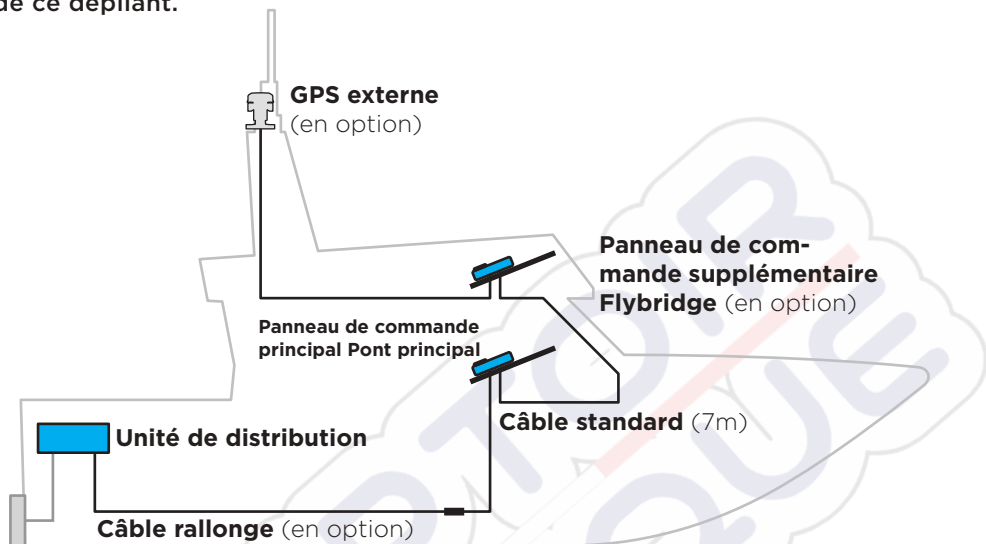 de ce dépliant.
GPS externe
(en option)
Panneau de com-
mande supplémentaire
Flybridge (en option)
Panneau de commande
principal Pont principal
Câble standard (7m)
Unité de distribution
Câble rallonge (en option)